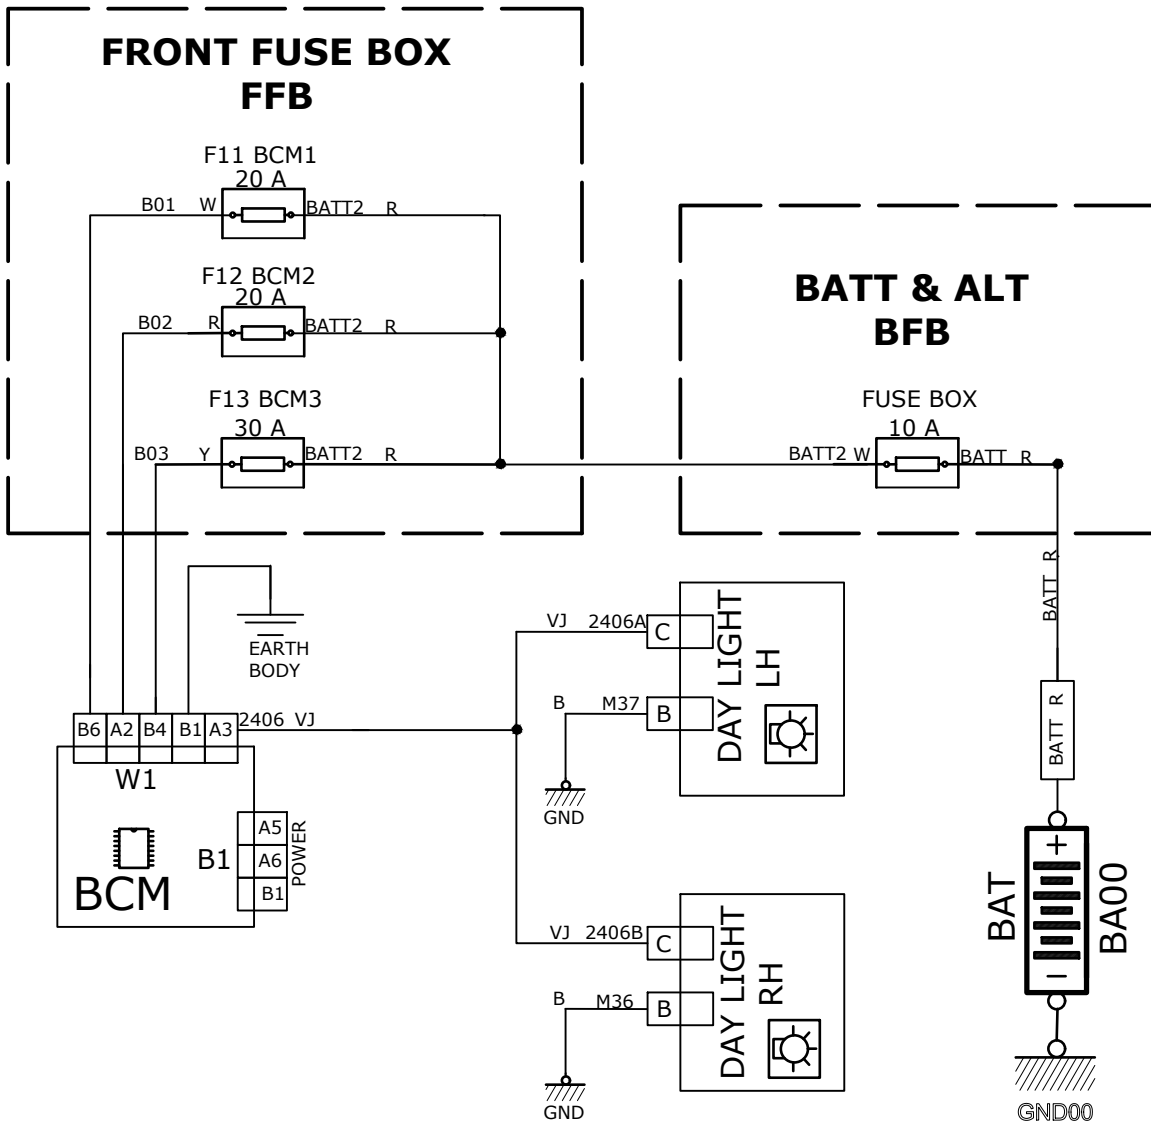 FRONT FUSE BOX
FFB
F11 BCM1
20 A
B01 W BATT2 R
F12 BCM2
20 A
B02 R BATT2 R
F13 BCM3
30 A
B03 Y BATT2 R
BATT & ALT
BFB
FUSE BOX
10 A
BATT2 W BATT R
BATT R
BATT R
EARTH
BODY
B6 A2 B4 B1 A3 2406 VJ
W1
BCM
B1
A5
A6
B1
POWER
VJ 2406A C
B M37 B
GND
DAY LIGHT
LH
VJ 2406B C
B M36 B
GND
DAY LIGHT
RH
BAT
+
−
BA00
GND00